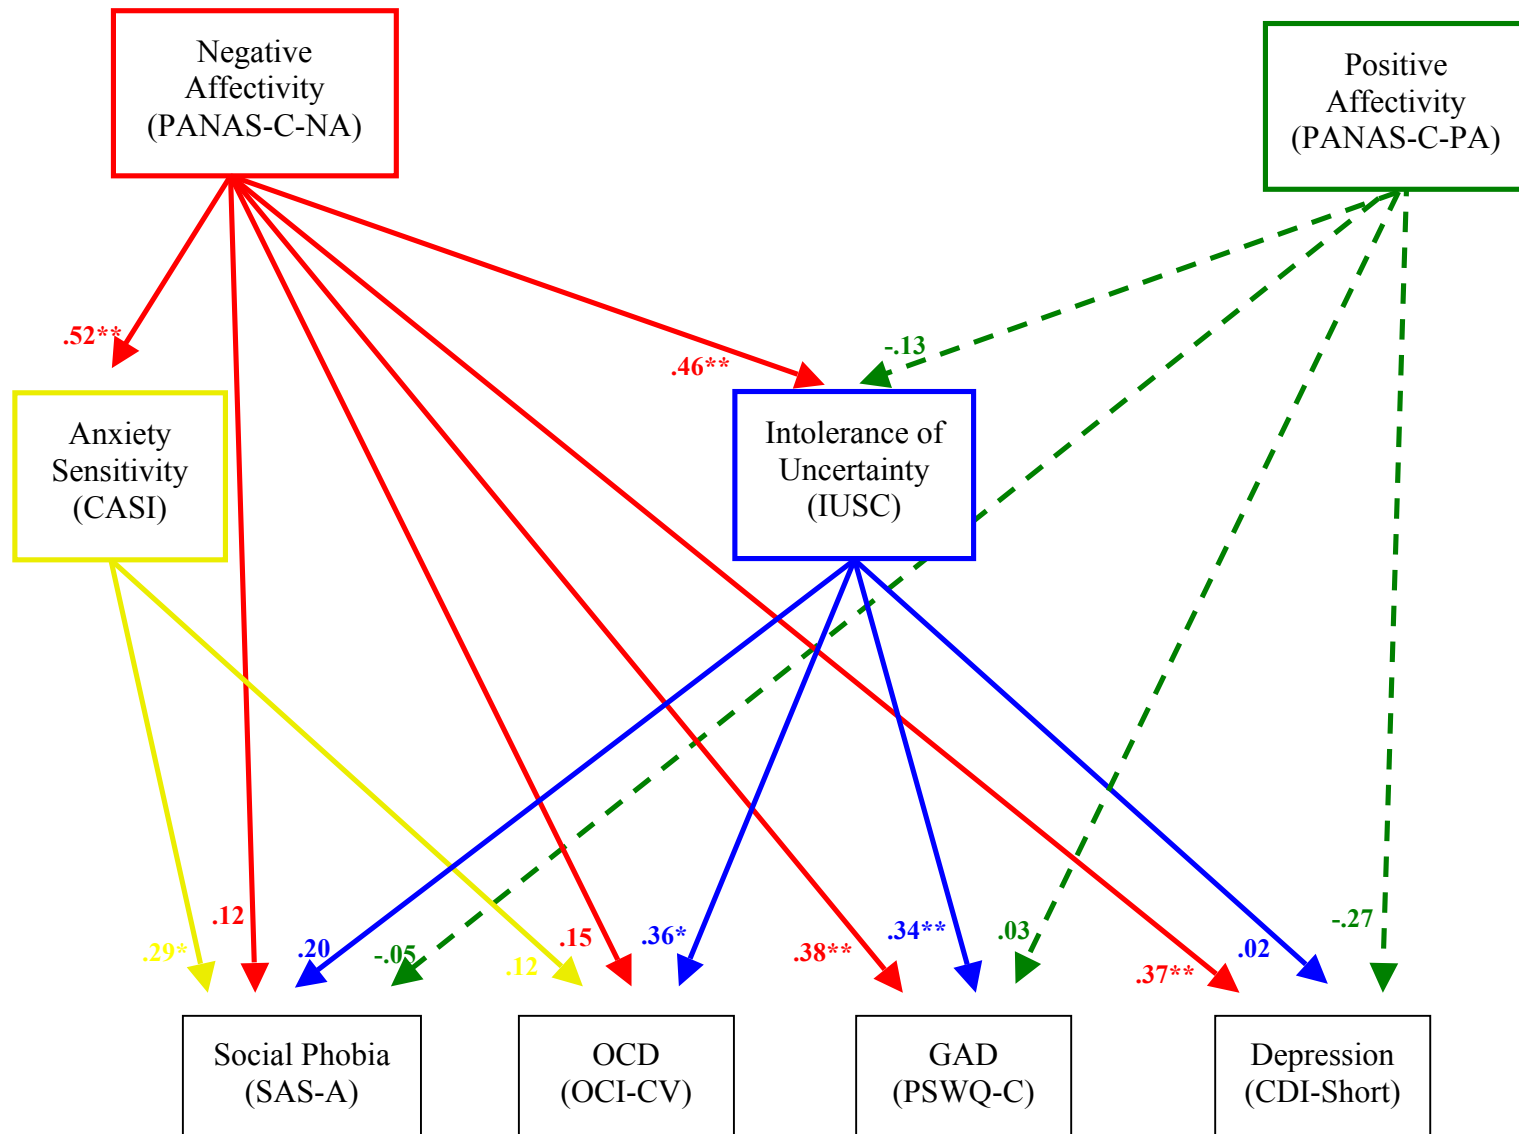 Negative
Affectivity
(PANAS-C-NA)
Positive
Affectivity
(PANAS-C-PA)
.52**
.46**
-.13
Anxiety
Sensitivity
(CASI)
Intolerance of
Uncertainty
(IUSC)
.29*
.12
.20
-.05
.12
.15
.36*
.38**
.34**
.03
.37**
.02
-.27
Social Phobia
(SAS-A)
OCD
(OCI-CV)
GAD
(PSWQ-C)
Depression
(CDI-Short)